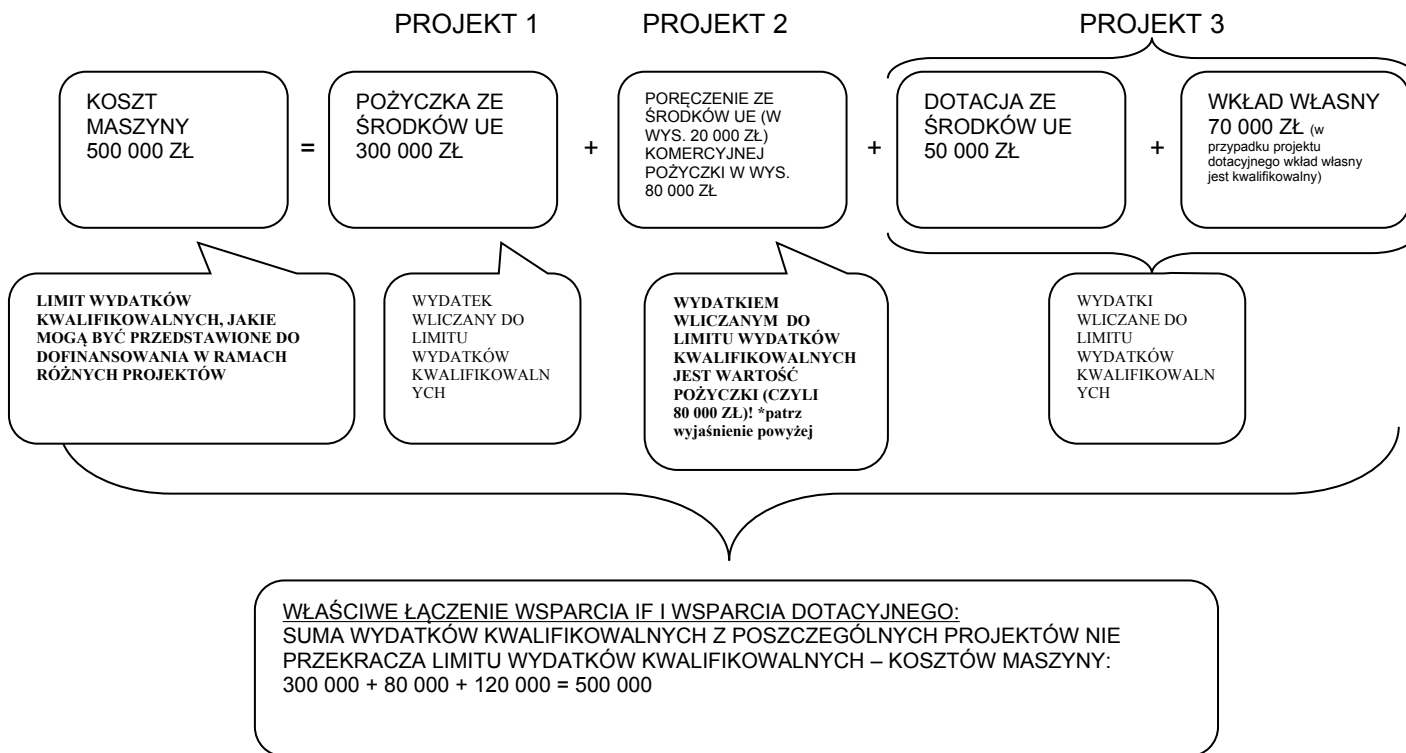 PROJEKT 1
PROJEKT 2
PROJEKT 3
KOSZT
MASZYNY
500 000 ZŁ
=
POŻYCZKA ZE
ŚRODKÓW UE
300 000 ZŁ
+
PORĘCZENIE ZE
ŚRODKÓW UE (W
WYS. 20 000 ZŁ)
KOMERCYJNEJ
POŻYCZKI W WYS.
80 000 ZŁ
+
DOTACJA ZE
ŚRODKÓW UE
50 000 ZŁ
+
WKŁAD WŁASNY
70 000 ZŁ (w
przypadku projektu
dotacyjnego wkład własny
jest kwalifikowalny)
LIMIT WYDATKÓW
KWALIFIKOWALNYCH, JAKIE
MOGĄ BYĆ PRZEDSTAWIONE DO
DOFINANSOWANIA W RAMACH
RÓŻNYCH PROJEKTÓW
WYDATEK
WLICZANY DO
LIMITU
WYDATKÓW
KWALIFIKOWALN
YCH
WYDATKIEM
WLICZANYM DO
LIMITU WYDATKÓW
KWALIFIKOWALNYCH
JEST WARTOŚĆ
POŻYCZKI (CZYLI
80 000 ZŁ)! *patrz
wyjaśnienie powyżej
WYDATKI
WLICZANE DO
LIMITU
WYDATKÓW
KWALIFIKOWALN
YCH
WŁAŚCIWE ŁĄCZENIE WSPARCIA IF I WSPARCIA DOTACYJNEGO:
SUMA WYDATKÓW KWALIFIKOWALNYCH Z POSZCZEGÓLNYCH PROJEKTÓW NIE
PRZEKRACZA LIMITU WYDATKÓW KWALIFIKOWALNYCH – KOSZTÓW MASZYNY:
300 000 + 80 000 + 120 000 = 500 000